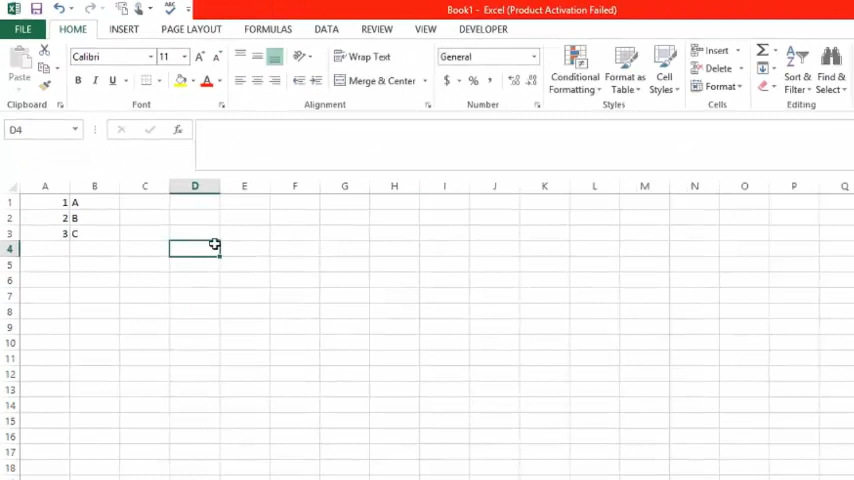 Book1 - Excel (Product Activation Failed)
FILE HOME INSERT PAGE LAYOUT FORMULAS DATA REVIEW VIEW DEVELOPER
Calibri 11 Wrap Text General Insert
Paste B I U Merge & Center $ % Conditional Formatting Format as Table Cell Styles Delete Format Sort & Filter Find & Select
Clipboard Font Alignment Number Styles Cells Editing
D4 fx
A B C D E F G H I J K L M N O P Q
1 1 A
2 2 B
3 3 C
4
5
6
7
8
9
10
11
12
13
14
15
16
17
18